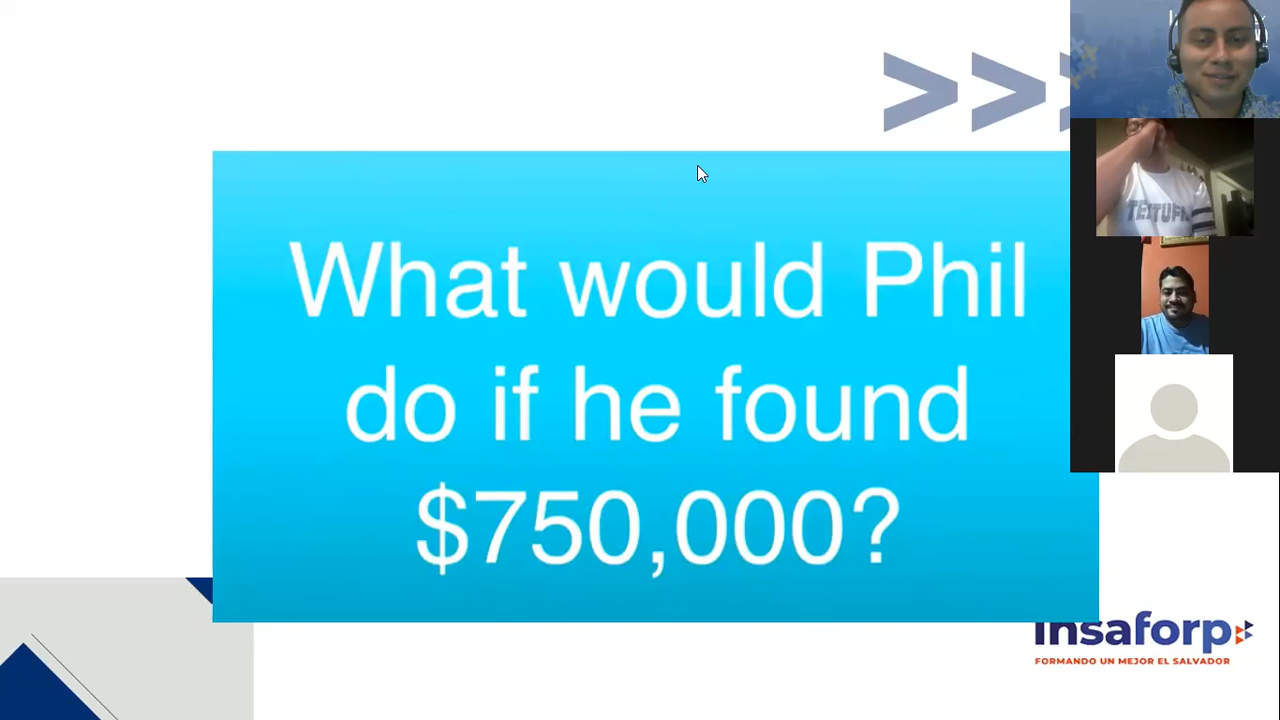 >>>
What would Phil
do if he found
$750,000?
insaforp
FORMANDO UN MEJOR EL SALVADOR